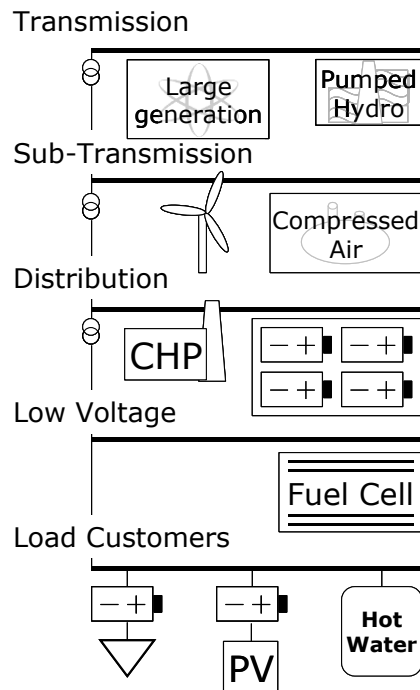 Transmission
Large
generation
Pumped
Hydro
Sub-Transmission
Compressed
Air
Distribution
CHP
- + - +
- + - +
Low Voltage
Fuel Cell
Load Customers
- + - +
Hot
Water
PV